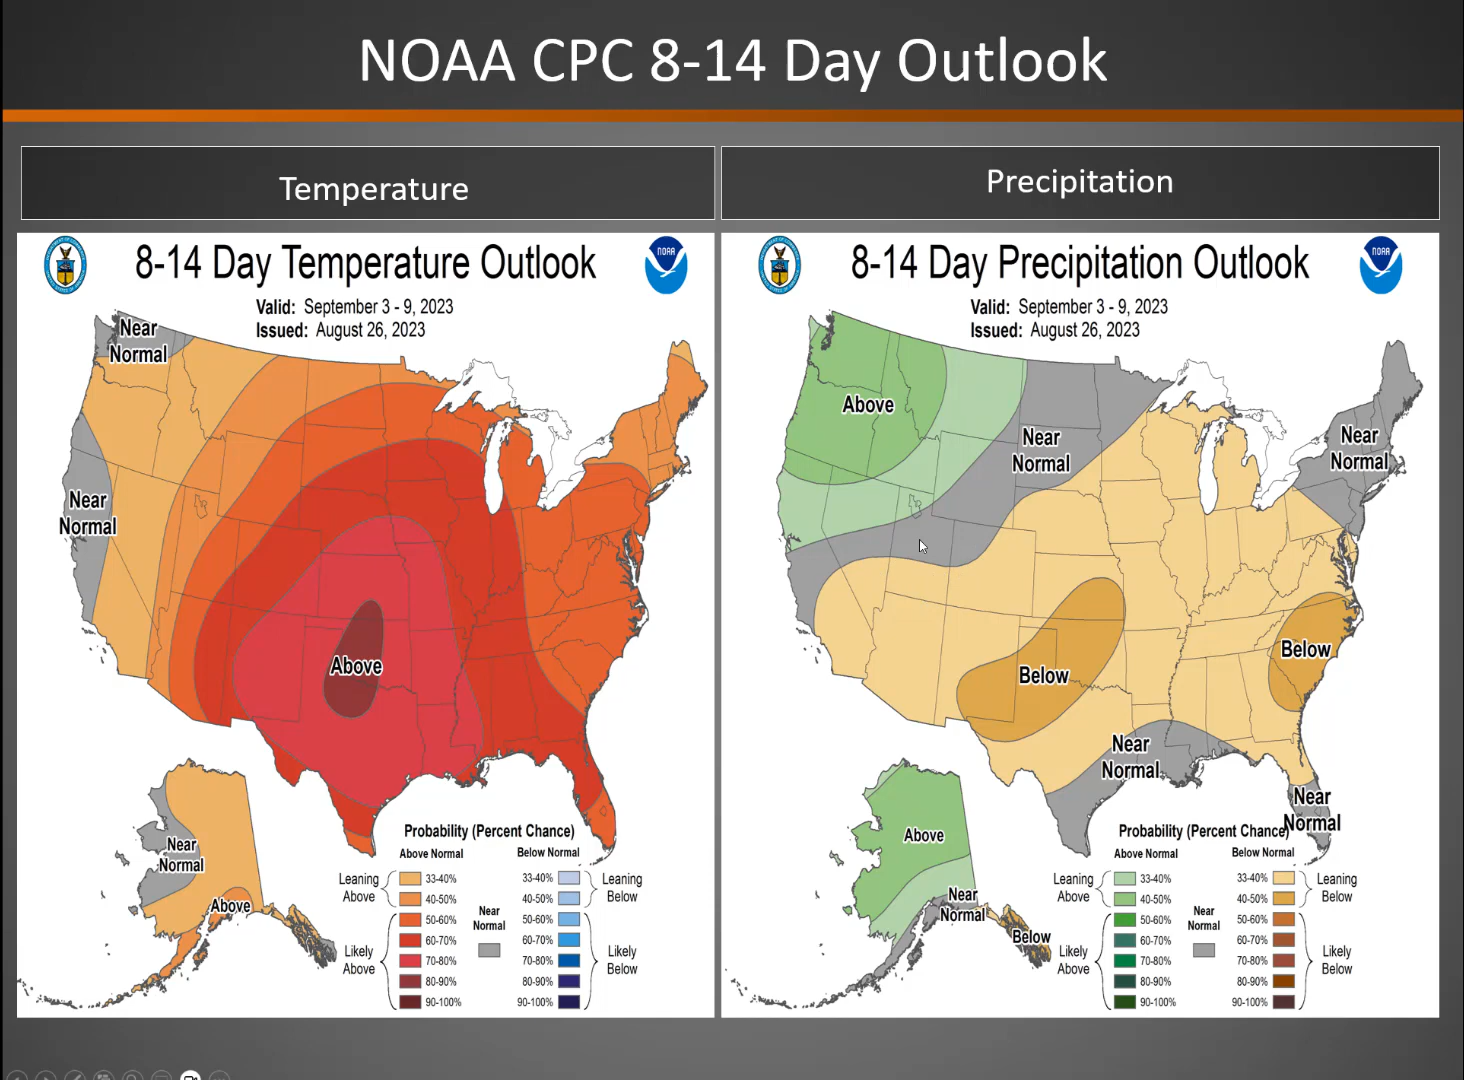 NOAA CPC 8-14 Day Outlook
Temperature
Precipitation
8-14 Day Temperature Outlook
NOAA
Valid: September 3 - 9, 2023
Issued: August 26, 2023
Near
Normal
Near
Normal
Above
Near
Normal
Above
Probability (Percent Chance)
Above Normal
Below Normal
Leaning
Above
33-40%
40-50%
Likely
Above
50-60%
60-70%
70-80%
80-90%
90-100%
Near
Normal
33-40%
40-50%
Leaning
Below
50-60%
60-70%
70-80%
80-90%
90-100%
Likely
Below
8-14 Day Precipitation Outlook
NOAA
Valid: September 3 - 9, 2023
Issued: August 26, 2023
Above
Near
Normal
Near
Normal
Below
Below
Near
Normal
Near
Normal
Above
Near
Normal
Below
Probability (Percent Chance)
Above Normal
Below Normal
Leaning
Above
33-40%
40-50%
Likely
Above
50-60%
60-70%
70-80%
80-90%
90-100%
Near
Normal
33-40%
40-50%
Leaning
Below
50-60%
60-70%
70-80%
80-90%
90-100%
Likely
Below